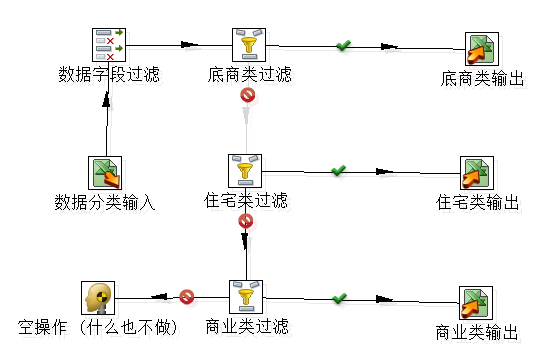 数据字段过滤
底商类过滤
底商类输出
数据分类输入
住宅类过滤
住宅类输出
空操作（什么也不做）
商业类过滤
商业类输出